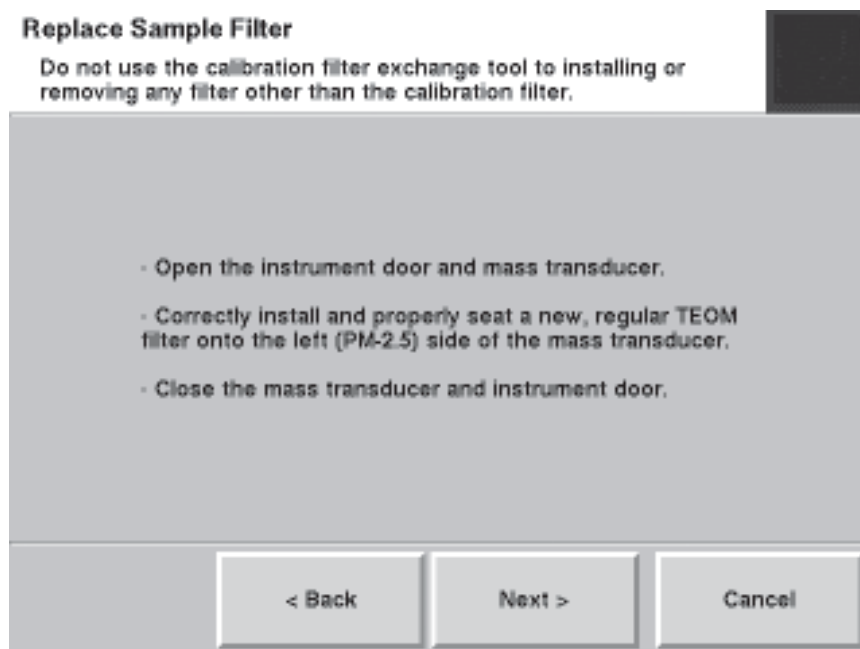 Replace Sample Filter
Do not use the calibration filter exchange tool to installing or
removing any filter other than the calibration filter.
- Open the instrument door and mass transducer.
- Correctly install and properly seat a new, regular TEOM
filter onto the left (PM-2.5) side of the mass transducer.
- Close the mass transducer and instrument door.
< Back
Next >
Cancel